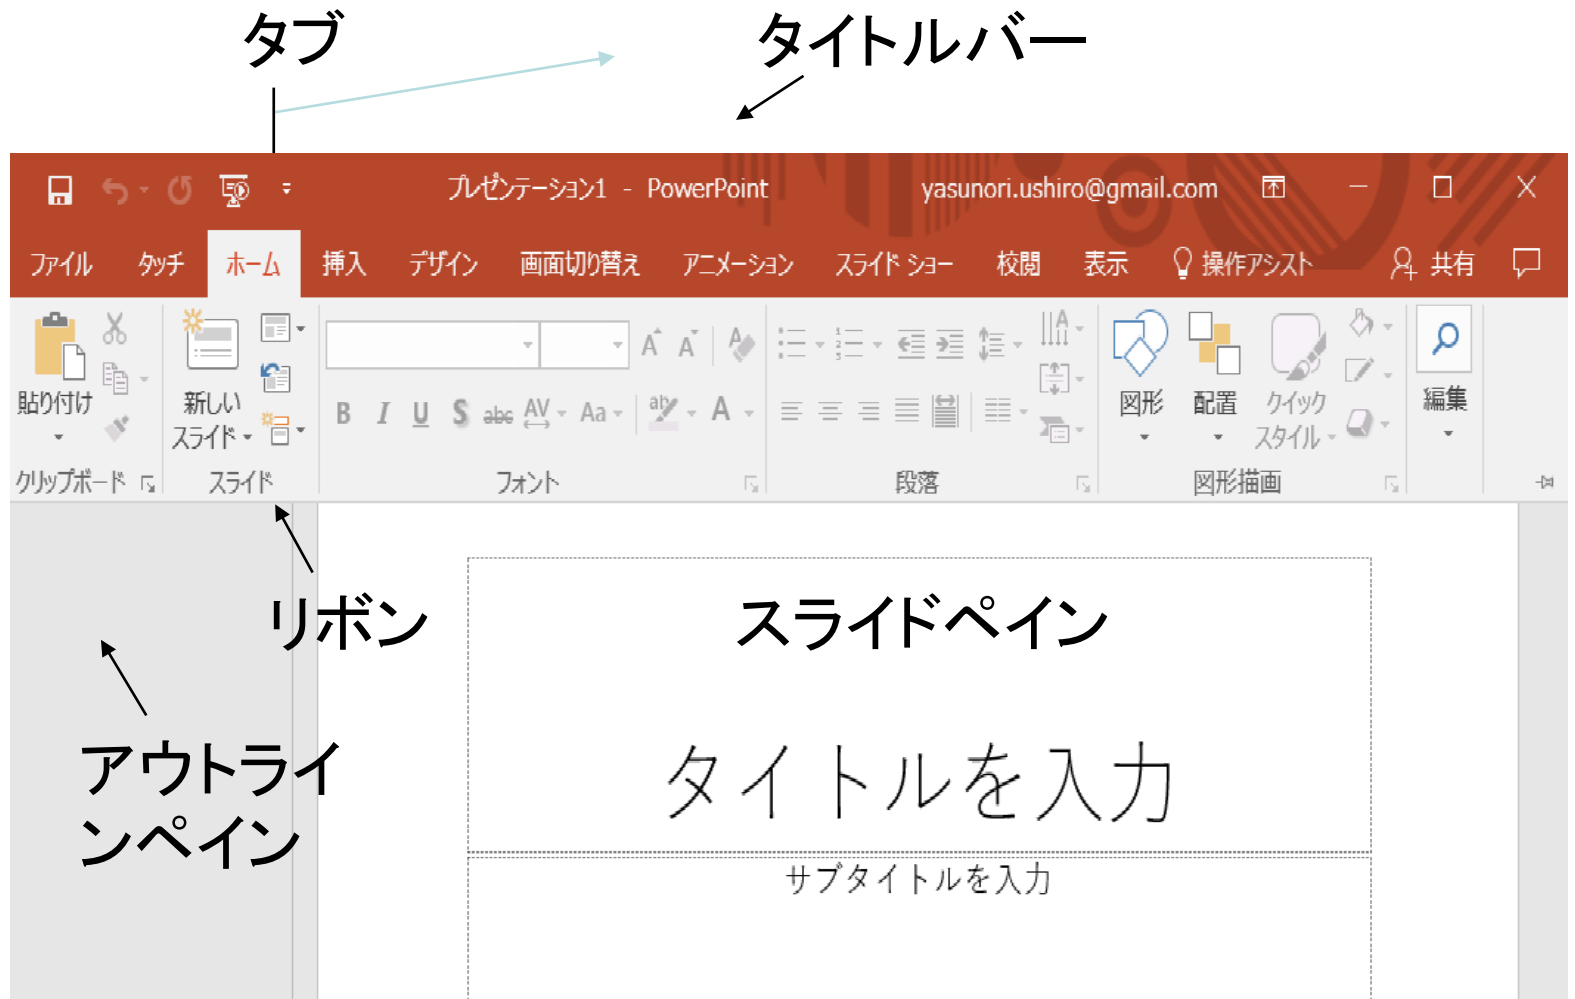 タブ
タイトルバー
プレゼンテーション1 - PowerPoint
yasunori.ushiro@gmail.com
ファイル タッチ ホーム 挿入 デザイン 画面切り替え アニメーション スライド ショー 校閲 表示 操作アシスト 共有
貼り付け
新しい
スライド
B I U S abc AV Aa ab A
A A A
図形
配置
クイック
スタイル
編集
クリップボード スライド フォント 段落 図形描画
リボン
スライドペイン
アウトライ
ンペイン
タイトルを入力
サブタイトルを入力